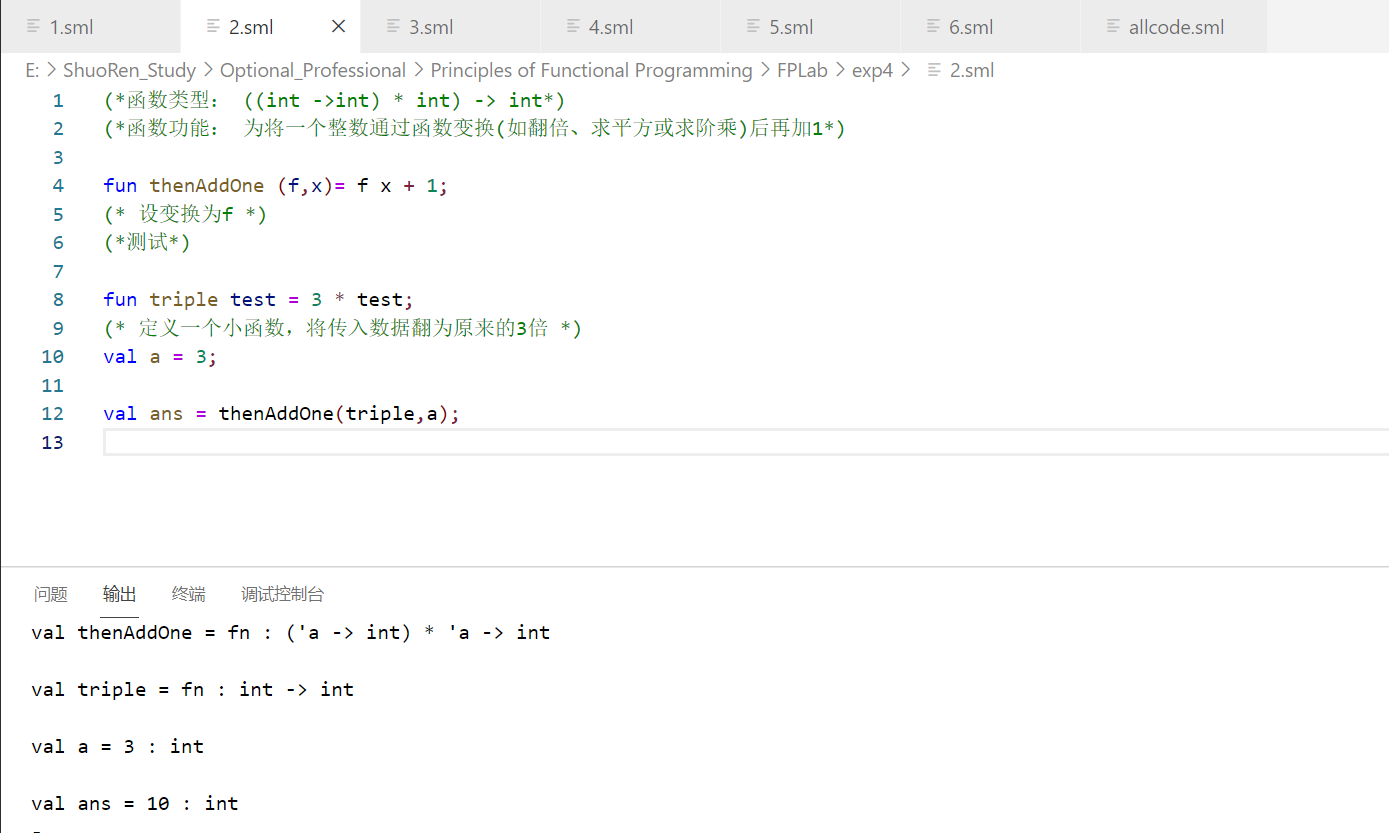 1.sml 2.sml 3.sml 4.sml 5.sml 6.sml allcode.sml
E: > ShuoRen_Study > Optional_Professional > Principles of Functional Programming > FPLab > exp4 > 2.sml
1 (*函数类型： ((int ->int) * int) -> int*)
2 (*函数功能： 为将一个整数通过函数变换(如翻倍、求平方或求阶乘)后再加1*)
3
4 fun thenAddOne (f,x)= f x + 1;
5 (* 设变换为f *)
6 (*测试*)
7
8 fun triple test = 3 * test;
9 (* 定义一个小函数，将传入数据翻为原来的3倍 *)
10 val a = 3;
11
12 val ans = thenAddOne(triple,a);
13
问题 输出 终端 调试控制台
val thenAddOne = fn : ('a -> int) * 'a -> int
val triple = fn : int -> int
val a = 3 : int
val ans = 10 : int